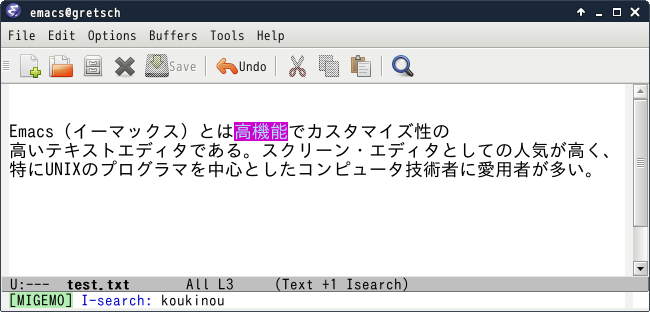 emacs@gretsch
File Edit Options Buffers Tools Help
Save Undo
Emacs（イーマックス）とは高機能でカスタマイズ性の
高いテキストエディタである。スクリーン・エディタとしての人気が高く、
特にUNIXのプログラマを中心としたコンピュータ技術者に愛用者が多い。
U:--- test.txt All L3 (Text +1 Isearch)
[MIGEMO] I-search: koukinou